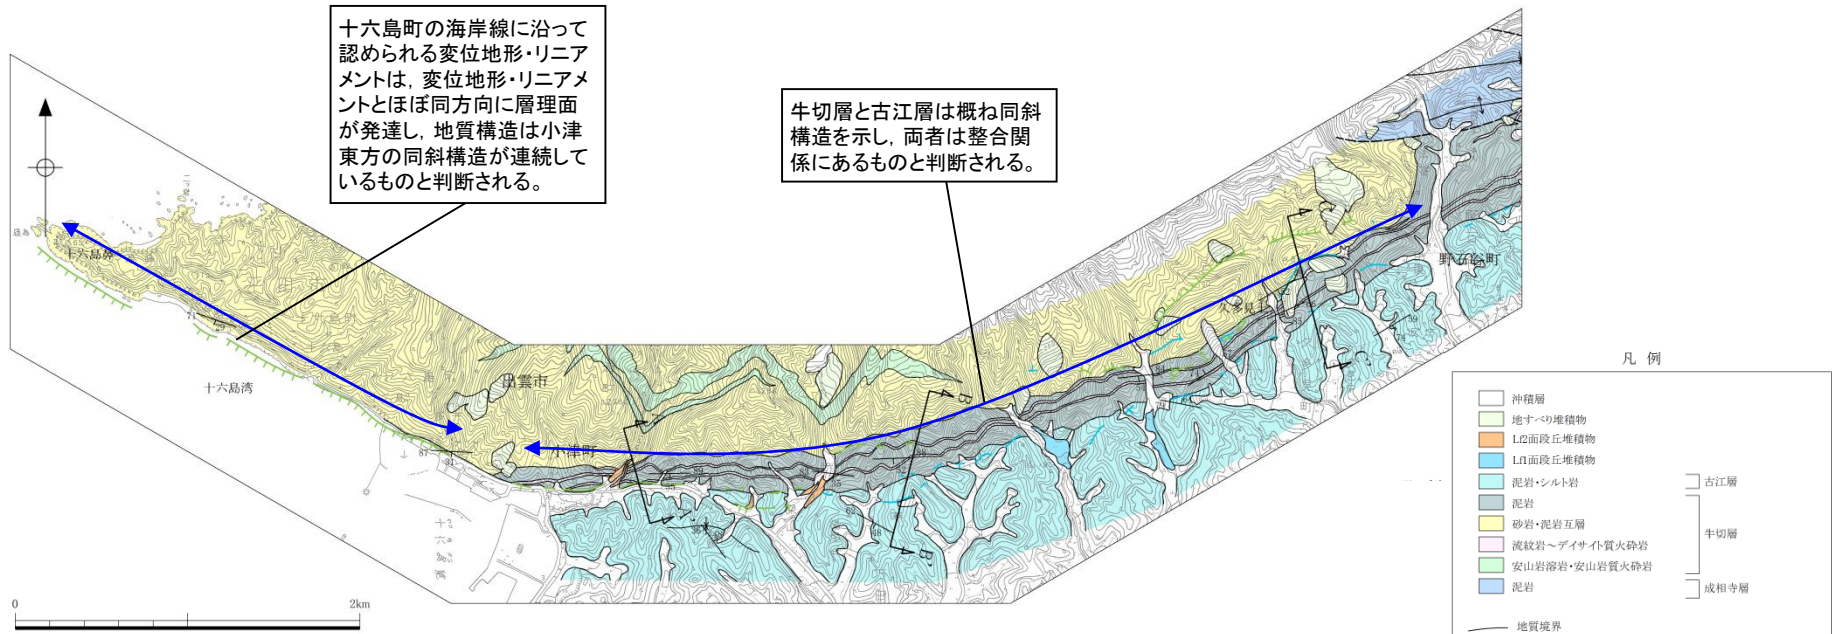 十六島町の海岸線に沿って
認められる変位地形・リニア
メントは, 変位地形・リニアメ
ントとほぼ同方向に層理面
が発達し, 地質構造は小津
東方の同斜構造が連続して
いるものと判断される。
牛切層と古江層は概ね同斜
構造を示し, 両者は整合関
係にあるものと判断される。
十六島鼻
十六島湾
出雲市
小津町
久多見町
野石谷町
B
B'
C
C'
A'
71
87
88
62
48
0
2km
凡 例
沖積層
地すべり堆積物
Lf2面段丘堆積物
Lf1面段丘堆積物
泥岩・シルト岩
古江層
泥岩
砂岩・泥岩互層
牛切層
流紋岩～デイサイト質火砕岩
安山岩溶岩・安山岩質火砕岩
泥岩
成相寺層
地質境界